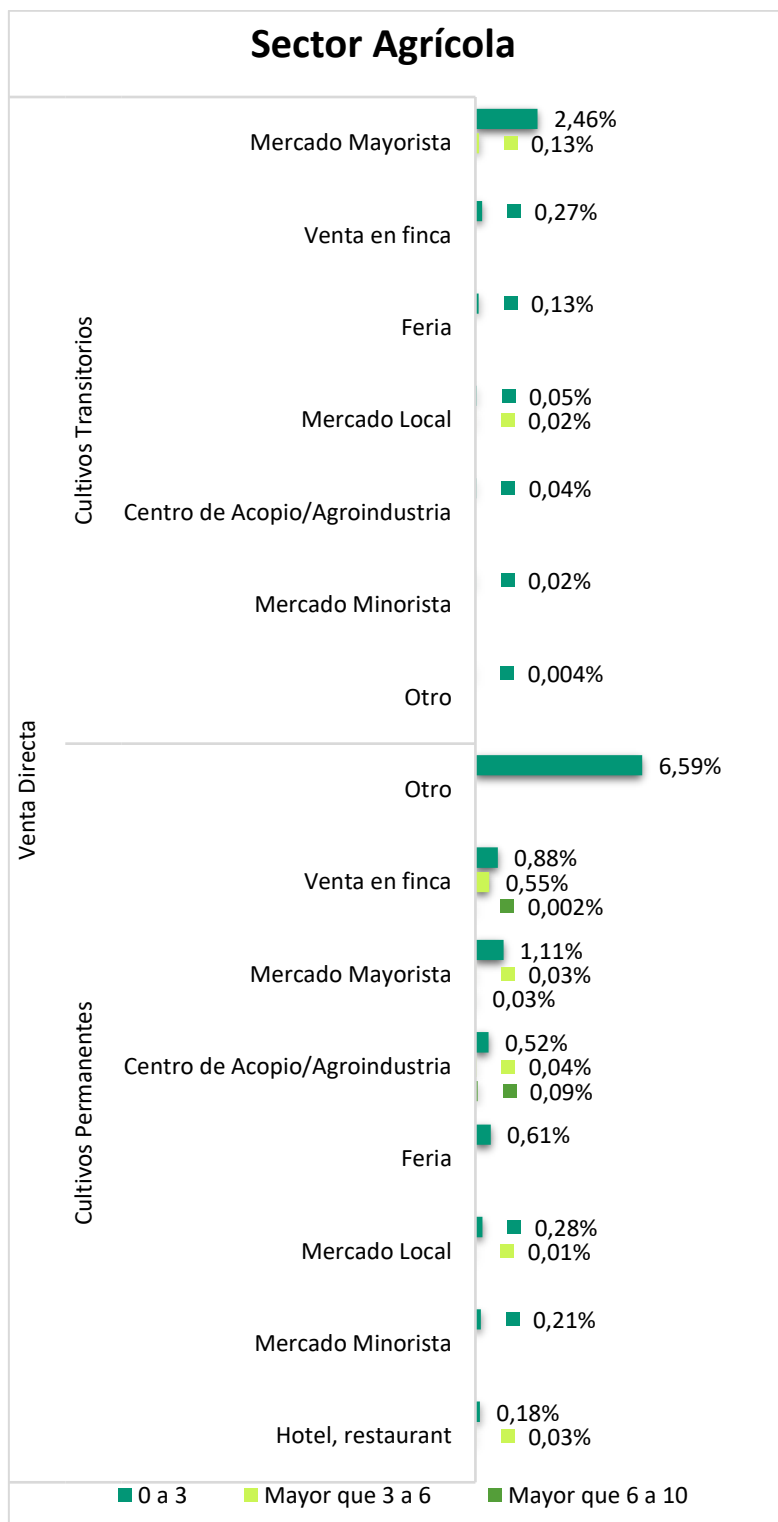 Sector Agrícola
Venta Directa
Cultivos Transitorios
Mercado Mayorista
2,46%
0,13%
Venta en finca
0,27%
Feria
0,13%
Mercado Local
0,05%
0,02%
Centro de Acopio/Agroindustria
0,04%
Mercado Minorista
0,02%
Otro
0,004%
Cultivos Permanentes
Otro
6,59%
Venta en finca
0,88%
0,55%
0,002%
Mercado Mayorista
1,11%
0,03%
0,03%
Centro de Acopio/Agroindustria
0,52%
0,04%
0,09%
Feria
0,61%
Mercado Local
0,28%
0,01%
Mercado Minorista
0,21%
Hotel, restaurant
0,18%
0,03%
0 a 3
Mayor que 3 a 6
Mayor que 6 a 10